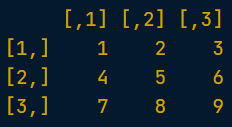 [,1] [,2] [,3]
[1,] 1 2 3
[2,] 4 5 6
[3,] 7 8 9